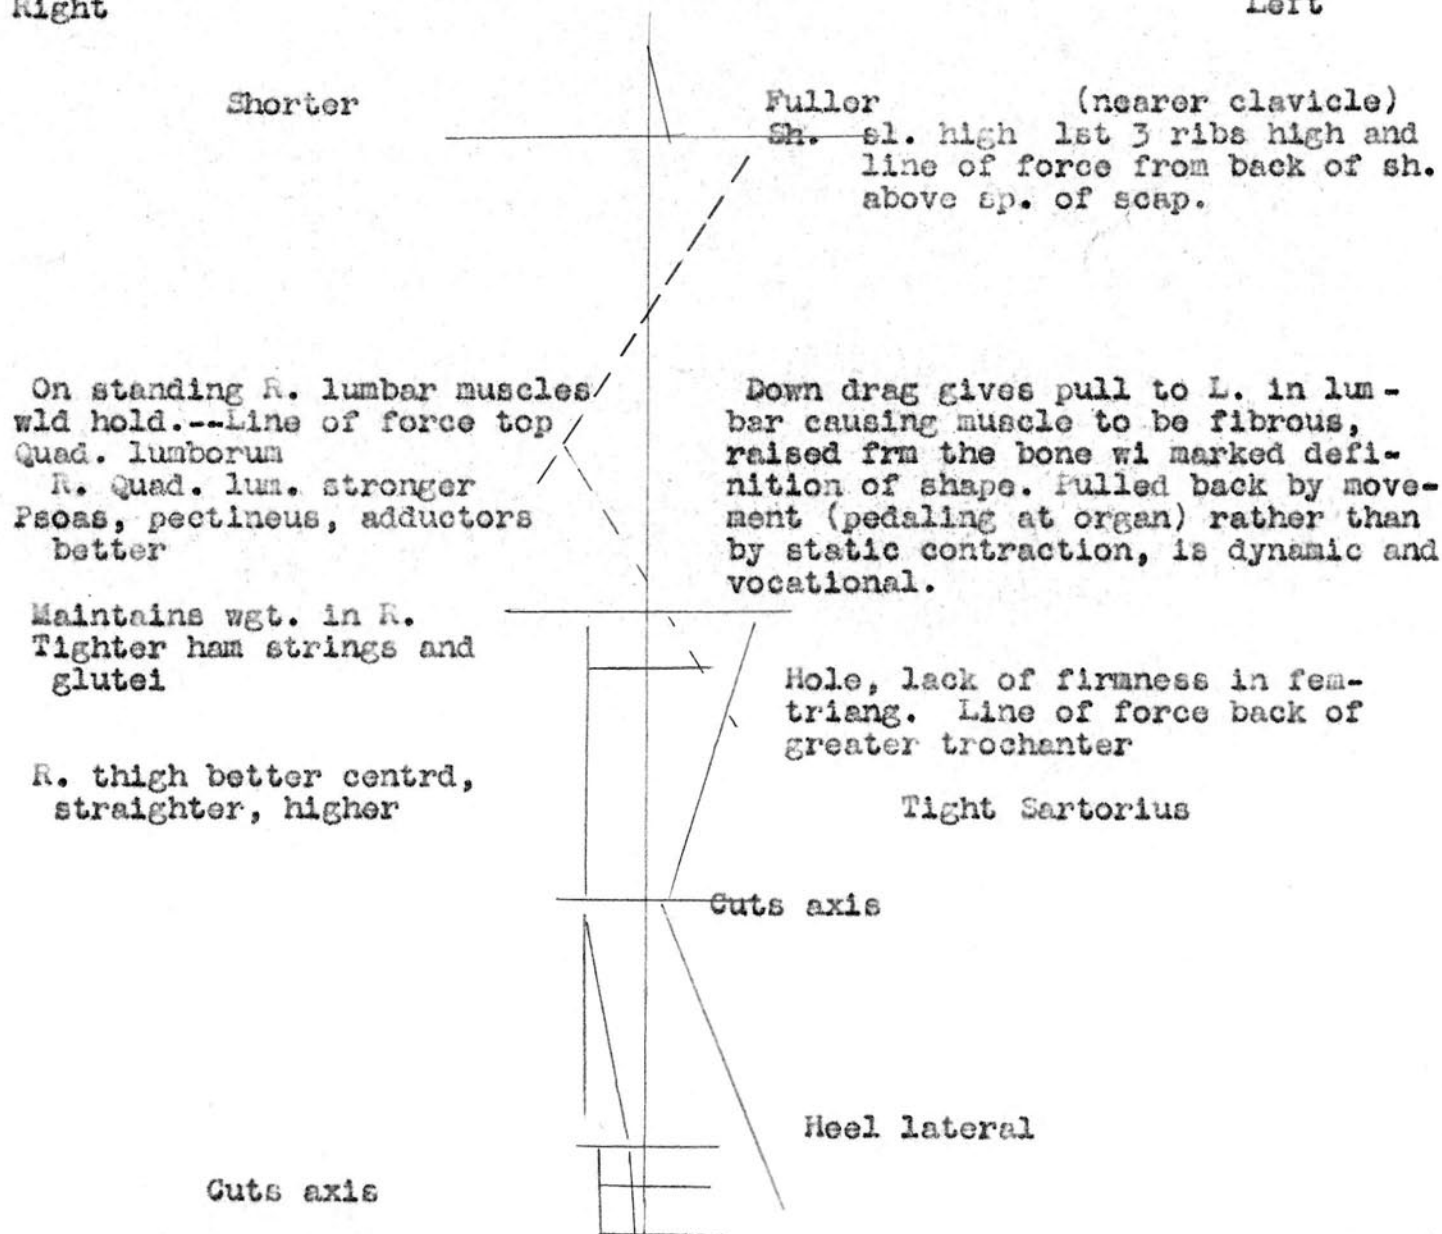 Right Left
Shorter
Fuller (nearer clavicle)
Sh. sl. high 1st 3 ribs high and
line of force from back of sh.
above sp. of scap.
On standing R. lumbar muscles
wld hold.--Line of force top
Quad. lumborum
R. Quad. lum. stronger
Psoas, pectineus, adductors
better
Down drag gives pull to L. in lum-
bar causing muscle to be fibrous,
raised frm the bone wi marked defi-
nition of shape. Pulled back by move-
ment (pedaling at organ) rather than
by static contraction, is dynamic and
vocational.
Maintains wgt. in R.
Tighter ham strings and
glutei
Hole, lack of firmness in fem-
triang. Line of force back of
greater trochanter
R. thigh better centrd,
straighter, higher
Tight Sartorius
Cuts axis
Heel lateral
Cuts axis